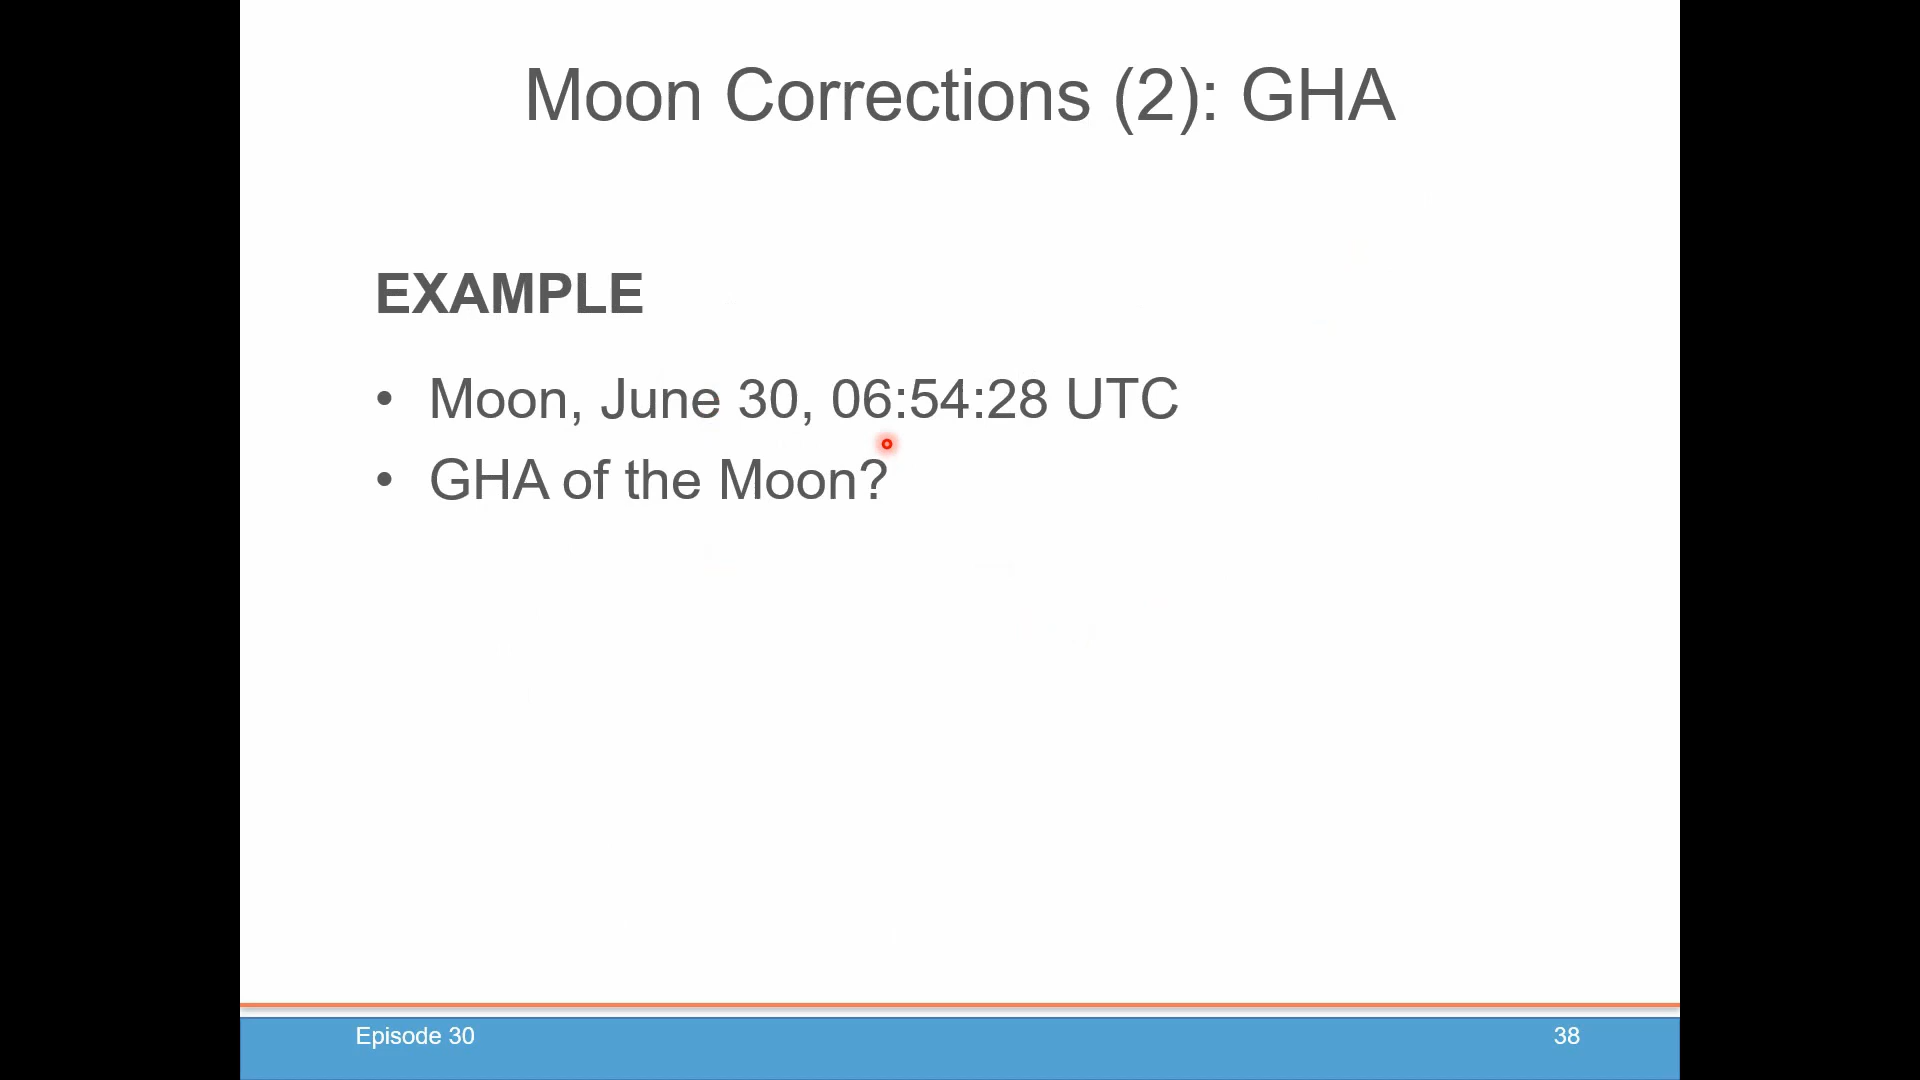 Moon Corrections (2): GHA
EXAMPLE
• Moon, June 30, 06:54:28 UTC
• GHA of the Moon?
Episode 30
38